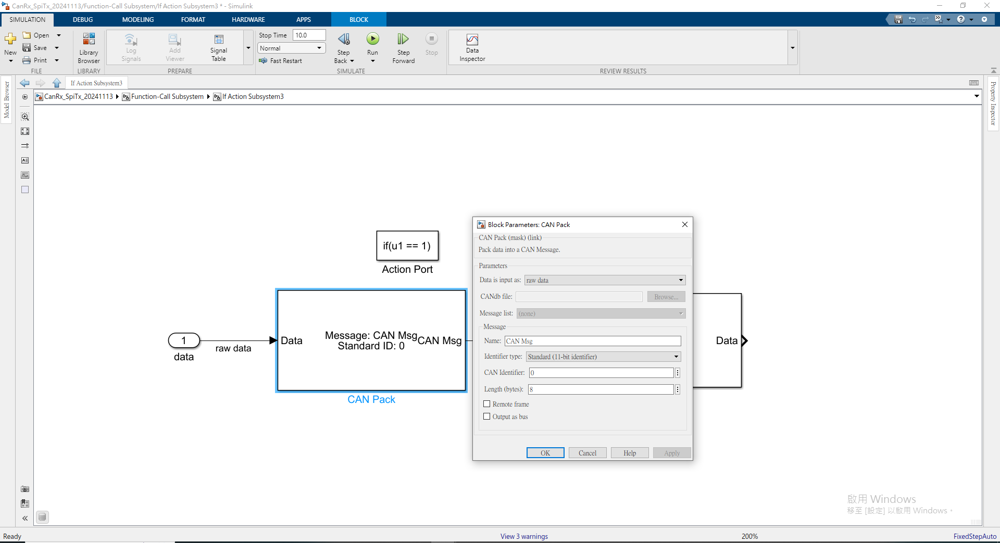 CanRx_SpiTx_20241113/Function-Call Subsystem/If Action Subsystem3 * - Simulink
SIMULATION DEBUG MODELING FORMAT HARDWARE APPS BLOCK
New
Open
Save
Print
FILE
Library Browser
LIBRARY
Log Signals
Add Viewer
Signal Table
PREPARE
Stop Time 10.0
Normal
Fast Restart
Step Back
Run
Step Forward
Stop
SIMULATE
Data Inspector
REVIEW RESULTS
Model Browser
If Action Subsystem3
CanRx_SpiTx_20241113 Function-Call Subsystem If Action Subsystem3
Property Inspector
if(u1 == 1)
Action Port
1
data
raw data
Data
Message: CAN Msg
Standard ID: 0
CAN Msg
CAN Pack
Block Parameters: CAN Pack
CAN Pack (mask) (link)
Pack data into a CAN Message.
Parameters
Data is input as: raw data
CANdb file: Browse...
Message list: (none)
Message
Name: CAN Msg
Identifier type: Standard (11-bit identifier)
CAN Identifier: 0
Length (bytes): 8
Remote frame
Output as bus
OK Cancel Help Apply
Data
啟用 Windows
移至 [設定] 以啟用 Windows。
Ready View 3 warnings 200% FixedStepAuto